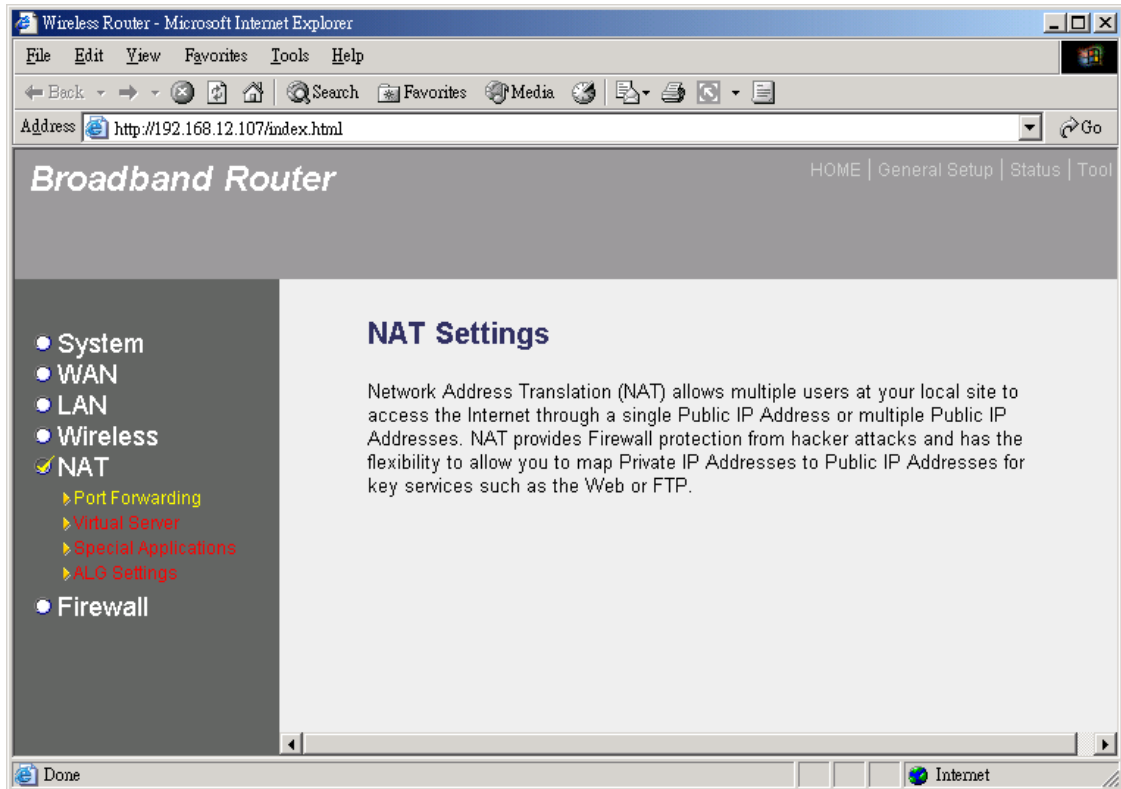 Wireless Router - Microsoft Internet Explorer
File Edit View Favorites Tools Help
Back Search Favorites Media
Address http://192.168.12.107/index.html Go
Broadband Router
HOME | General Setup | Status | Tool
System
WAN
LAN
Wireless
NAT
Port Forwarding
Virtual Server
Special Applications
ALG Settings
Firewall
NAT Settings
Network Address Translation (NAT) allows multiple users at your local site to
access the Internet through a single Public IP Address or multiple Public IP
Addresses. NAT provides Firewall protection from hacker attacks and has the
flexibility to allow you to map Private IP Addresses to Public IP Addresses for
key services such as the Web or FTP.
Done Internet